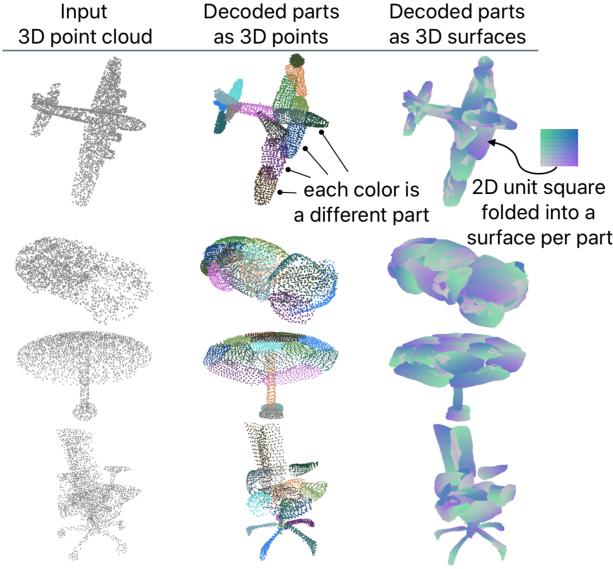 Input
3D point cloud
Decoded parts
as 3D points
Decoded parts
as 3D surfaces
each color is
a different part
2D unit square
folded into a
surface per part